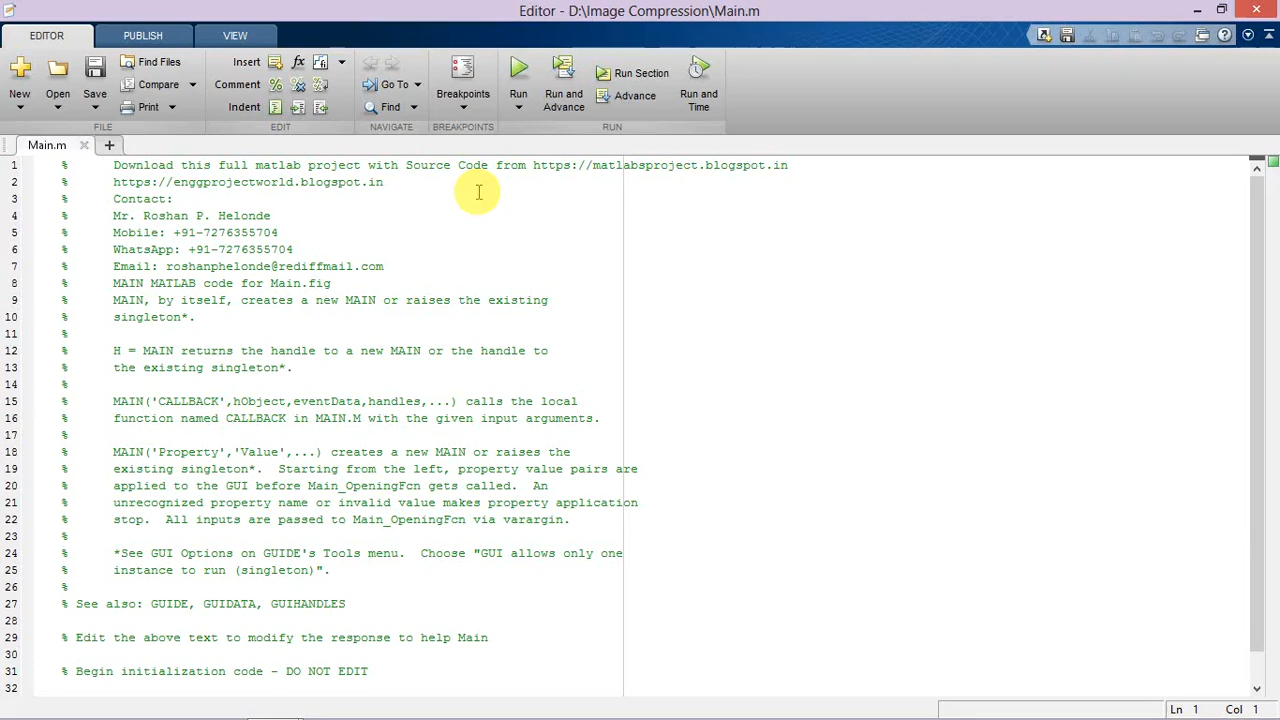 Editor - D:\Image Compression\Main.m
EDITOR PUBLISH VIEW
New Open Save Find Files Compare Print
FILE
Insert fx
Comment
Indent
EDIT
Go To
Find
NAVIGATE
Breakpoints
BREAKPOINTS
Run Run and Advance Run Section Advance Run and Time
RUN
Main.m
1 % Download this full matlab project with Source Code from https://matlabsproject.blogspot.in
2 % https://enggprojectworld.blogspot.in
3 % Contact:
4 % Mr. Roshan P. Helonde
5 % Mobile: +91-7276355704
6 % WhatsApp: +91-7276355704
7 % Email: roshanphelonde@rediffmail.com
8 % MAIN MATLAB code for Main.fig
9 % MAIN, by itself, creates a new MAIN or raises the existing
10 % singleton*.
11 %
12 % H = MAIN returns the handle to a new MAIN or the handle to
13 % the existing singleton*.
14 %
15 % MAIN('CALLBACK',hObject,eventData,handles,...) calls the local
16 % function named CALLBACK in MAIN.M with the given input arguments.
17 %
18 % MAIN('Property','Value',...) creates a new MAIN or raises the
19 % existing singleton*.  Starting from the left, property value pairs are
20 % applied to the GUI before Main_OpeningFcn gets called.  An
21 % unrecognized property name or invalid value makes property application
22 % stop.  All inputs are passed to Main_OpeningFcn via varargin.
23 %
24 % *See GUI Options on GUIDE's Tools menu.  Choose "GUI allows only one
25 % instance to run (singleton)".
26 %
27 % See also: GUIDE, GUIDATA, GUIHANDLES
28
29 % Edit the above text to modify the response to help Main
30
31 % Begin initialization code - DO NOT EDIT
32
Ln 1 Col 1